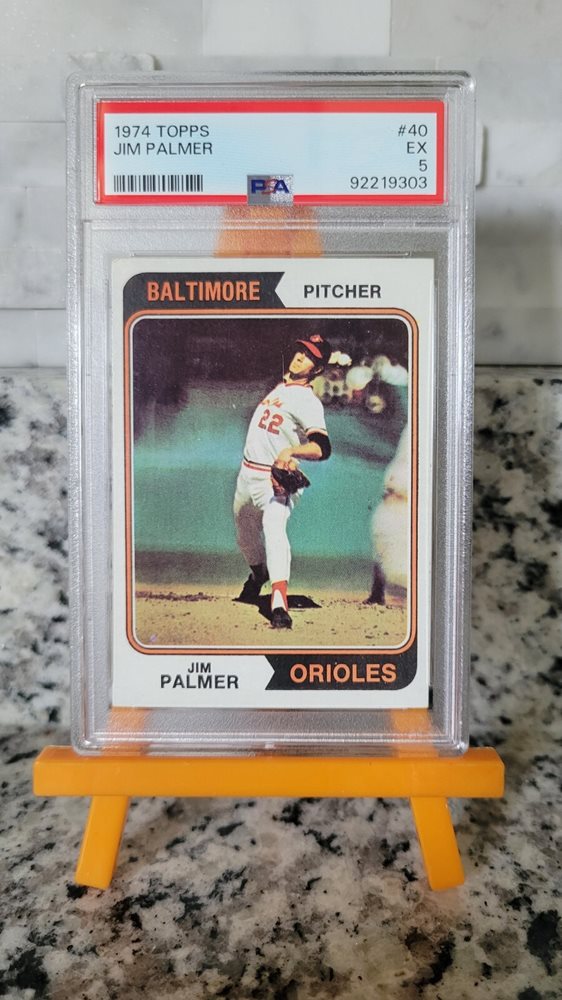 1974 TOPPS #40
JIM PALMER EX
5
PSA 92219303
BALTIMORE PITCHER
22
JIM
PALMER ORIOLES